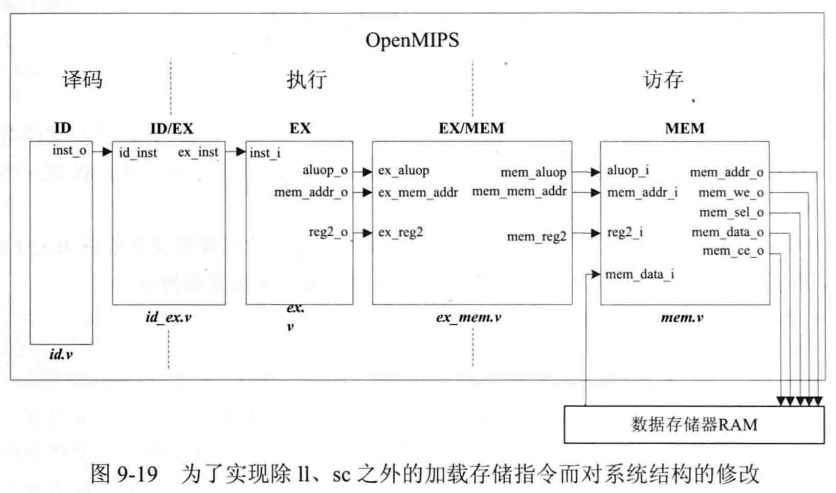 OpenMIPS
译码 执行 访存
ID ID/EX EX EX/MEM MEM
inst_o id_inst ex_inst inst_i
aluop_o ex_aluop mem_aluop aluop_i mem_addr_o
mem_addr_o ex_mem_addr mem_mem_addr mem_addr_i mem_we_o
mem_sel_o
reg2_o ex_reg2 mem_reg2 reg2_i mem_data_o
mem_ce_o
mem_data_i
id_ex.v ex.v ex_mem.v mem.v
id.v
数据存储器RAM
图 9-19 为了实现除 ll、sc 之外的加载存储指令而对系统结构的修改